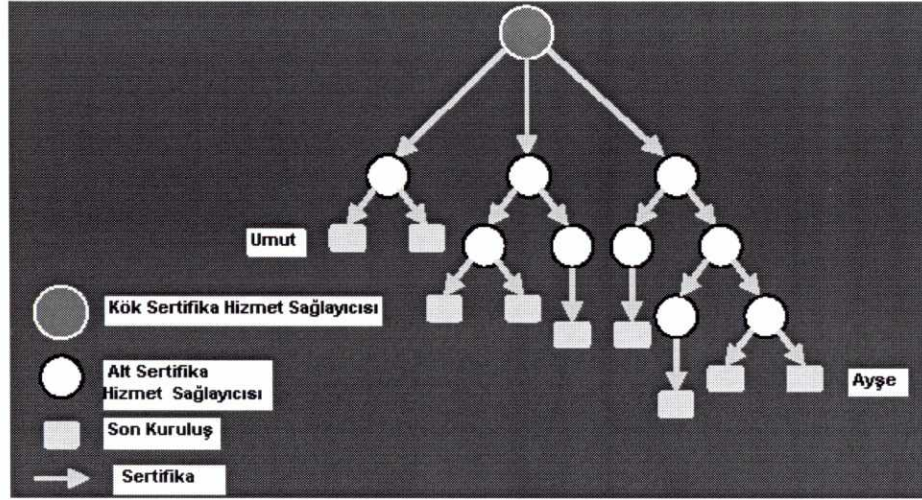 Umut
Kök Sertifika Hizmet Sağlayıcısı
Alt Sertifika
Hizmet Sağlayıcısı
Ayşe
Son Kuruluş
Sertifika